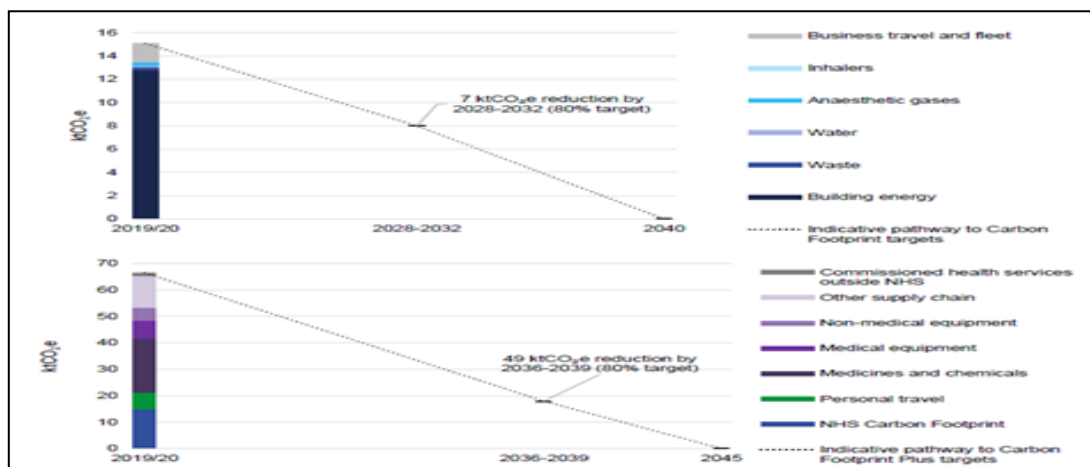 16
14
12
10
8
6
4
2
0
ktCO₂e
7 ktCO₂e reduction by
2028-2032 (80% target)
2019/20
2028-2032
2040
Business travel and fleet
Inhalers
Anaesthetic gases
Water
Waste
Building energy
Indicative pathway to Carbon
Footprint targets
70
60
50
40
30
20
10
0
ktCO₂e
49 ktCO₂e reduction by
2036-2039 (80% target)
2019/20
2036-2039
2045
Commissioned health services
outside NHS
Other supply chain
Non-medical equipment
Medical equipment
Medicines and chemicals
Personal travel
NHS Carbon Footprint
Indicative pathway to Carbon
Footprint Plus targets